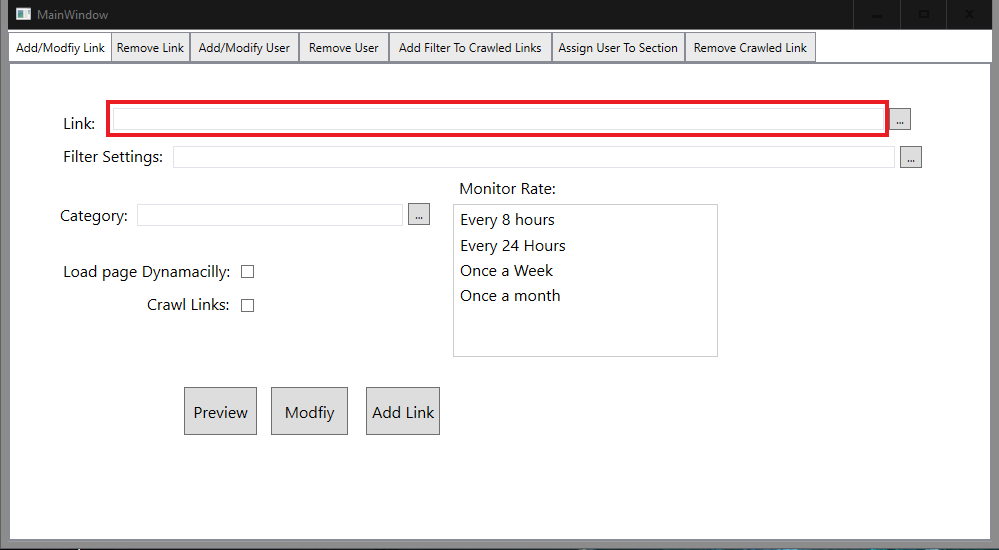 MainWindow
Add/Modfiy Link Remove Link Add/Modify User Remove User Add Filter To Crawled Links Assign User To Section Remove Crawled Link
Link: ...
Filter Settings: ...
Monitor Rate:
Category: ...
Every 8 hours
Every 24 Hours
Once a Week
Once a month
Load page Dynamacilly:
Crawl Links:
Preview Modfiy Add Link